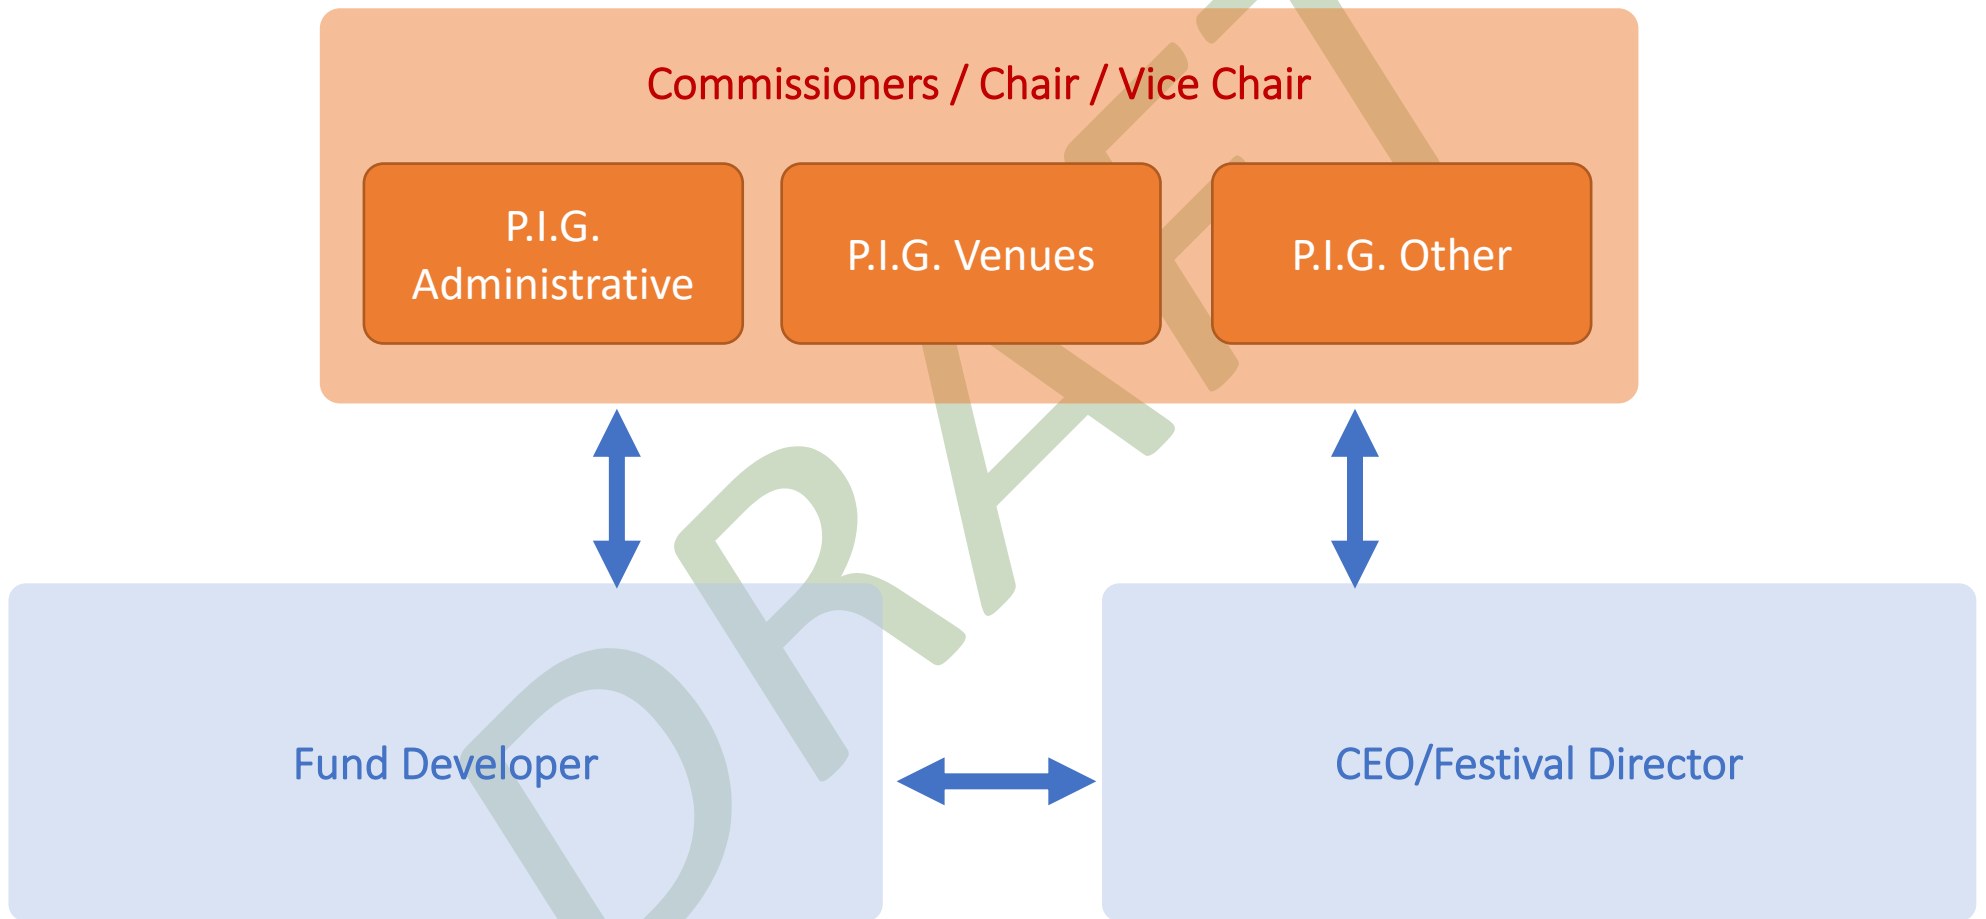 Commissioners / Chair / Vice Chair
P.I.G.
Administrative
P.I.G. Venues
P.I.G. Other
Fund Developer
CEO/Festival Director
DRAFT